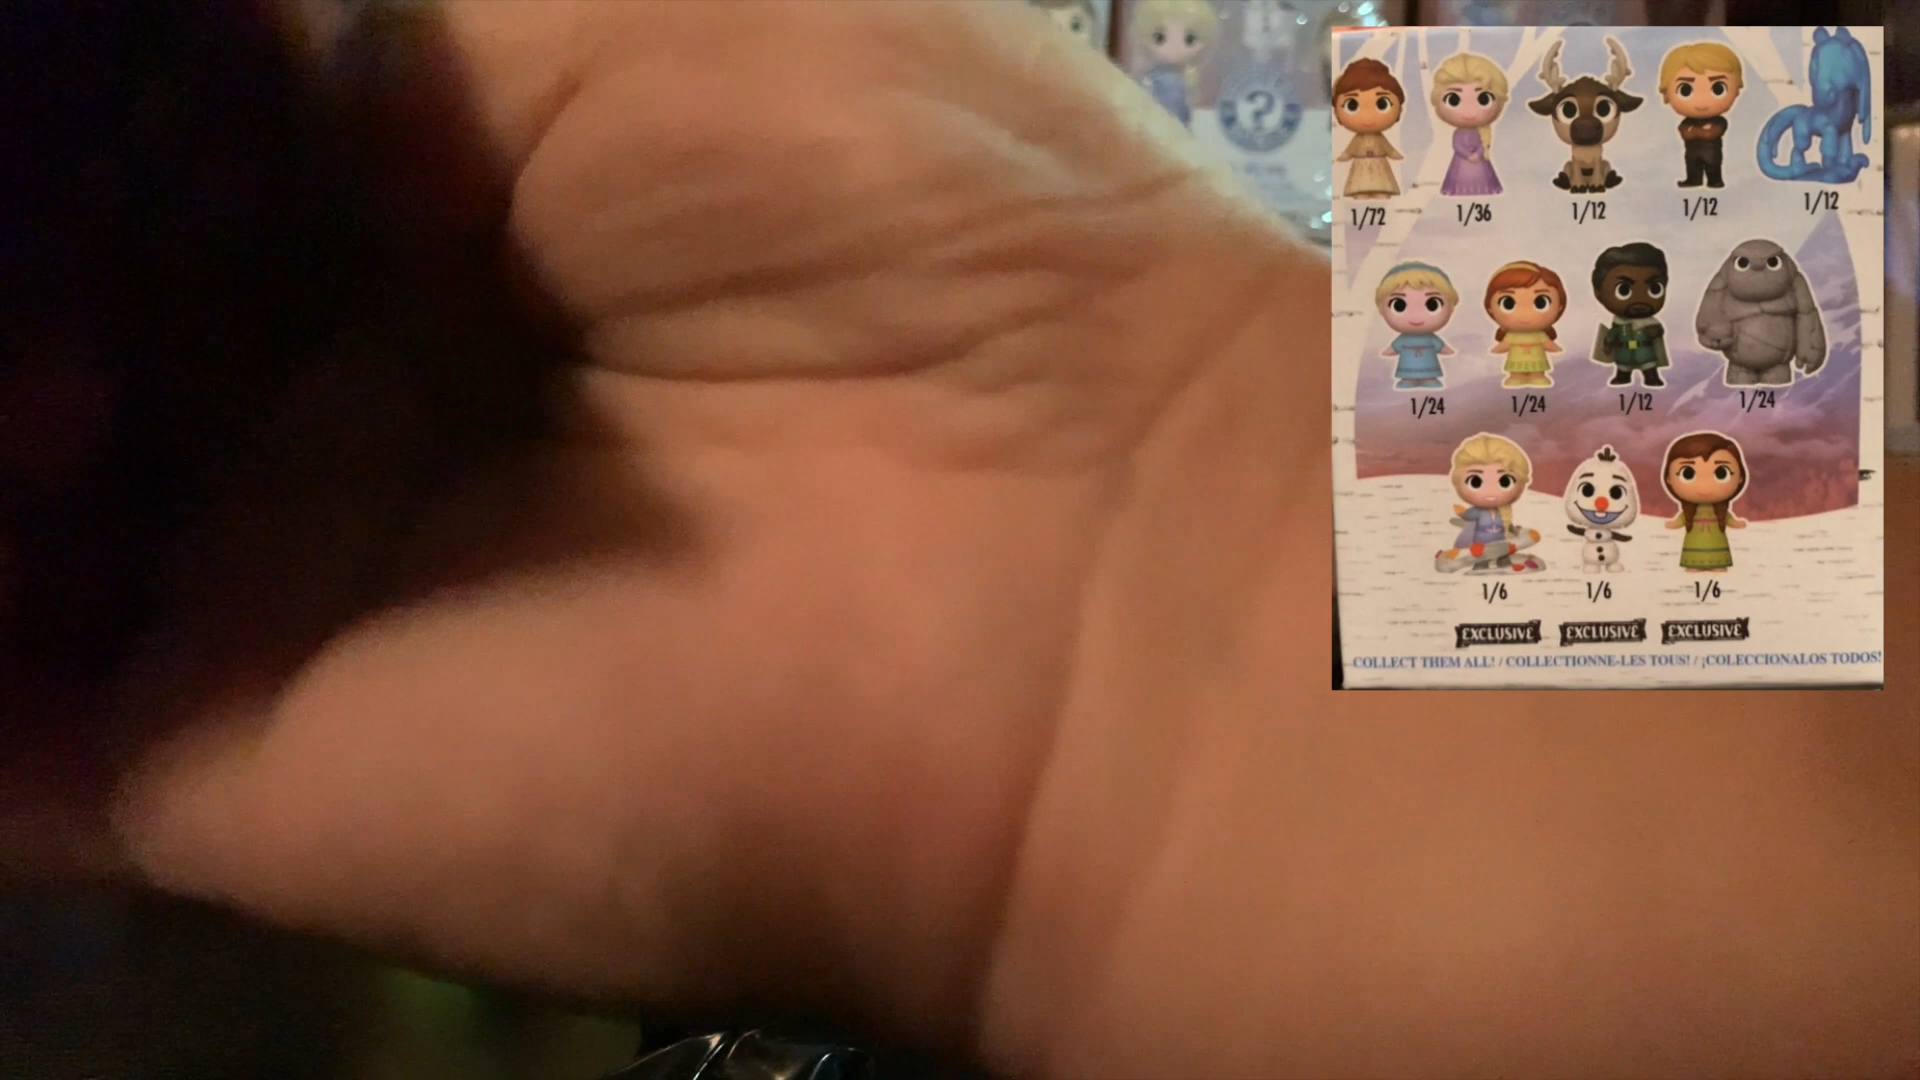 1/72 1/36 1/12 1/12 1/12
1/24 1/24 1/12 1/24
1/6 1/6 1/6
EXCLUSIVE EXCLUSIVE EXCLUSIVE
COLLECT THEM ALL! / COLLECTIONNE-LES TOUS! / ¡COLECCIONALOS TODOS!
?